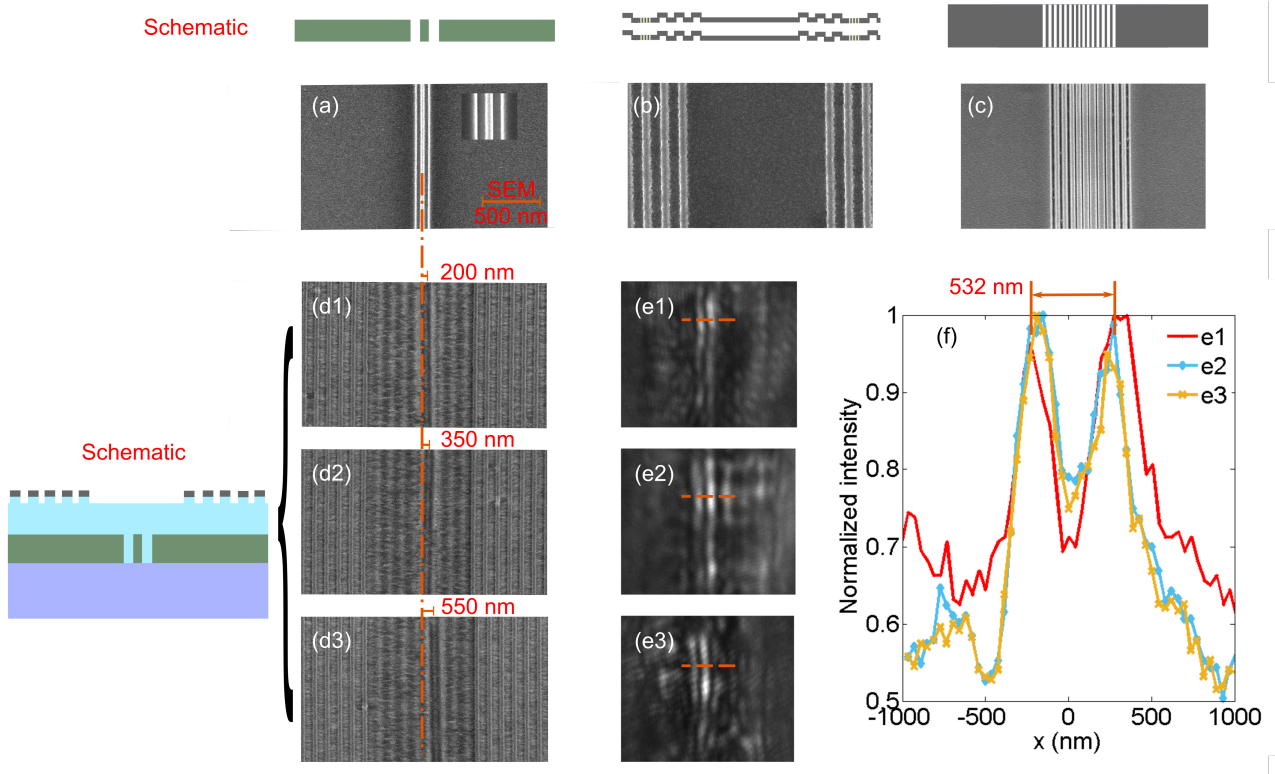 Schematic
(a)
SEM
500 nm
(b)
(c)
200 nm
(d1)
(e1)
532 nm
(f)
e1
e2
e3
1
0.9
0.8
0.7
0.6
0.5
Normalized intensity
-1000
-500
0
500
1000
x (nm)
350 nm
(d2)
(e2)
Schematic
550 nm
(d3)
(e3)